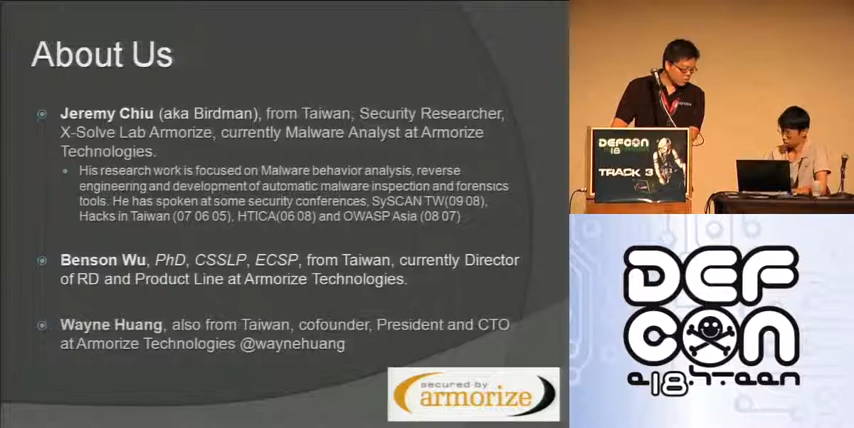 About Us
Jeremy Chiu (aka Birdman), from Taiwan, Security Researcher,
X-Solve Lab Armorize, currently Malware Analyst at Armorize
Technologies.
His research work is focused on Malware behavior analysis, reverse
engineering and development of automatic malware inspection and forensics
tools. He has spoken at some security conferences, SySCAN TW(09 08),
Hacks in Taiwan (07 06 05), HTICA(06 08) and OWASP Asia (08 07)
Benson Wu, PhD, CSSLP, ECSP, from Taiwan, currently Director
of RD and Product Line at Armorize Technologies.
Wayne Huang, also from Taiwan, cofounder, President and CTO
at Armorize Technologies @waynehuang
secured by
armorize
DEFCON
18
TRACK 3
DEF
CON
e.18.h.teen